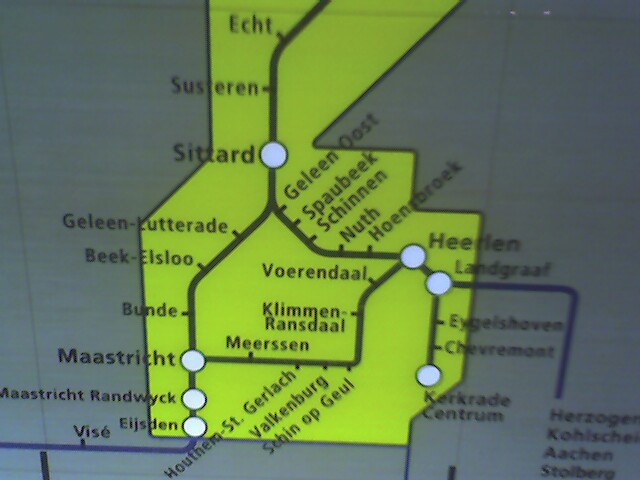 Echt
Susteren
Sittard
Geleen Oost
Spaubeek
Schinnen
Nuth
Hoensbroek
Geleen-Lutterade
Heerlen
Beek-Elsloo
Landgraaf
Voerendaal
Bunde
Klimmen-
Ransdaal
Eygelshoven
Meerssen
Chevremont
Maastricht
Maastricht Randwyck
Houthem-St. Gerlach
Valkenburg
Schin op Geul
Kerkrade
Centrum
Eijsden
Visé
Kohlschei
Aachen
Stolberg